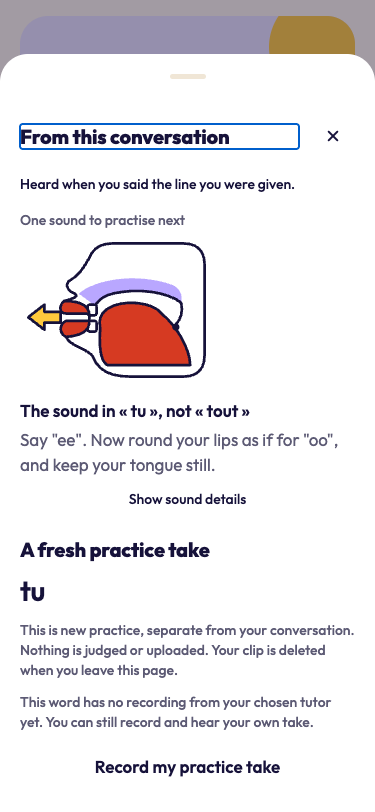 From this conversation
Heard when you said the line you were given.
One sound to practise next
The sound in « tu », not « tout »
Say "ee". Now round your lips as if for "oo",
and keep your tongue still.
Show sound details
A fresh practice take
tu
This is new practice, separate from your conversation.
Nothing is judged or uploaded. Your clip is deleted
when you leave this page.
This word has no recording from your chosen tutor
yet. You can still record and hear your own take.
Record my practice take